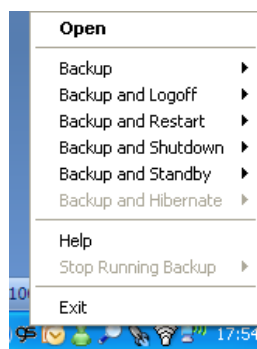 Open
Backup
Backup and Logoff
Backup and Restart
Backup and Shutdown
Backup and Standby
Backup and Hibernate
Help
Stop Running Backup
Exit
10
17:54